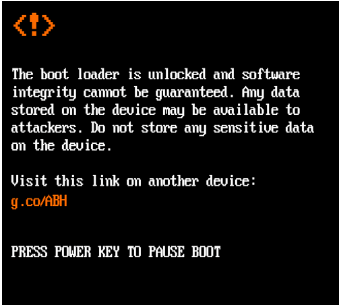 <!>
The boot loader is unlocked and software
integrity cannot be guaranteed. Any data
stored on the device may be available to
attackers. Do not store any sensitive data
on the device.
Visit this link on another device:
g.co/ABH
PRESS POWER KEY TO PAUSE BOOT